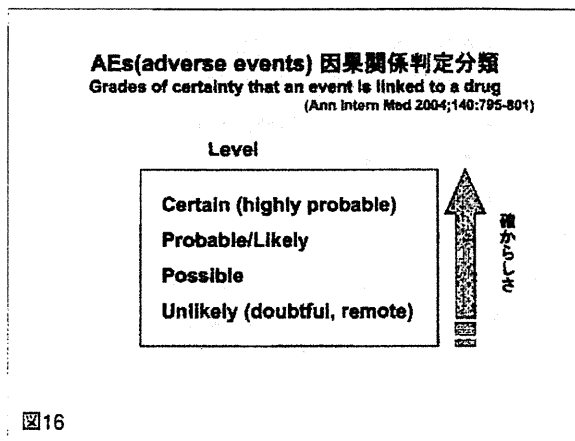 AEs(adverse events) 因果関係判定分類
Grades of certainty that an event is linked to a drug
(Ann Intern Med 2004;140:795-801)
Level
Certain (highly probable)
Probable/Likely
Possible
Unlikely (doubtful, remote)
確からしさ
図16